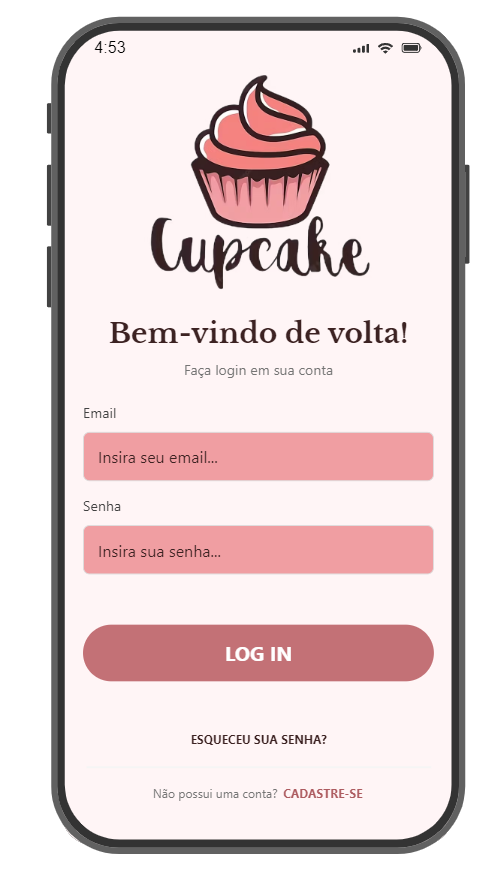 4:53
Cupcake
Bem-vindo de volta!
Faça login em sua conta
Email
Insira seu email...
Senha
Insira sua senha...
LOG IN
ESQUECEU SUA SENHA?
Não possui uma conta? CADASTRE-SE